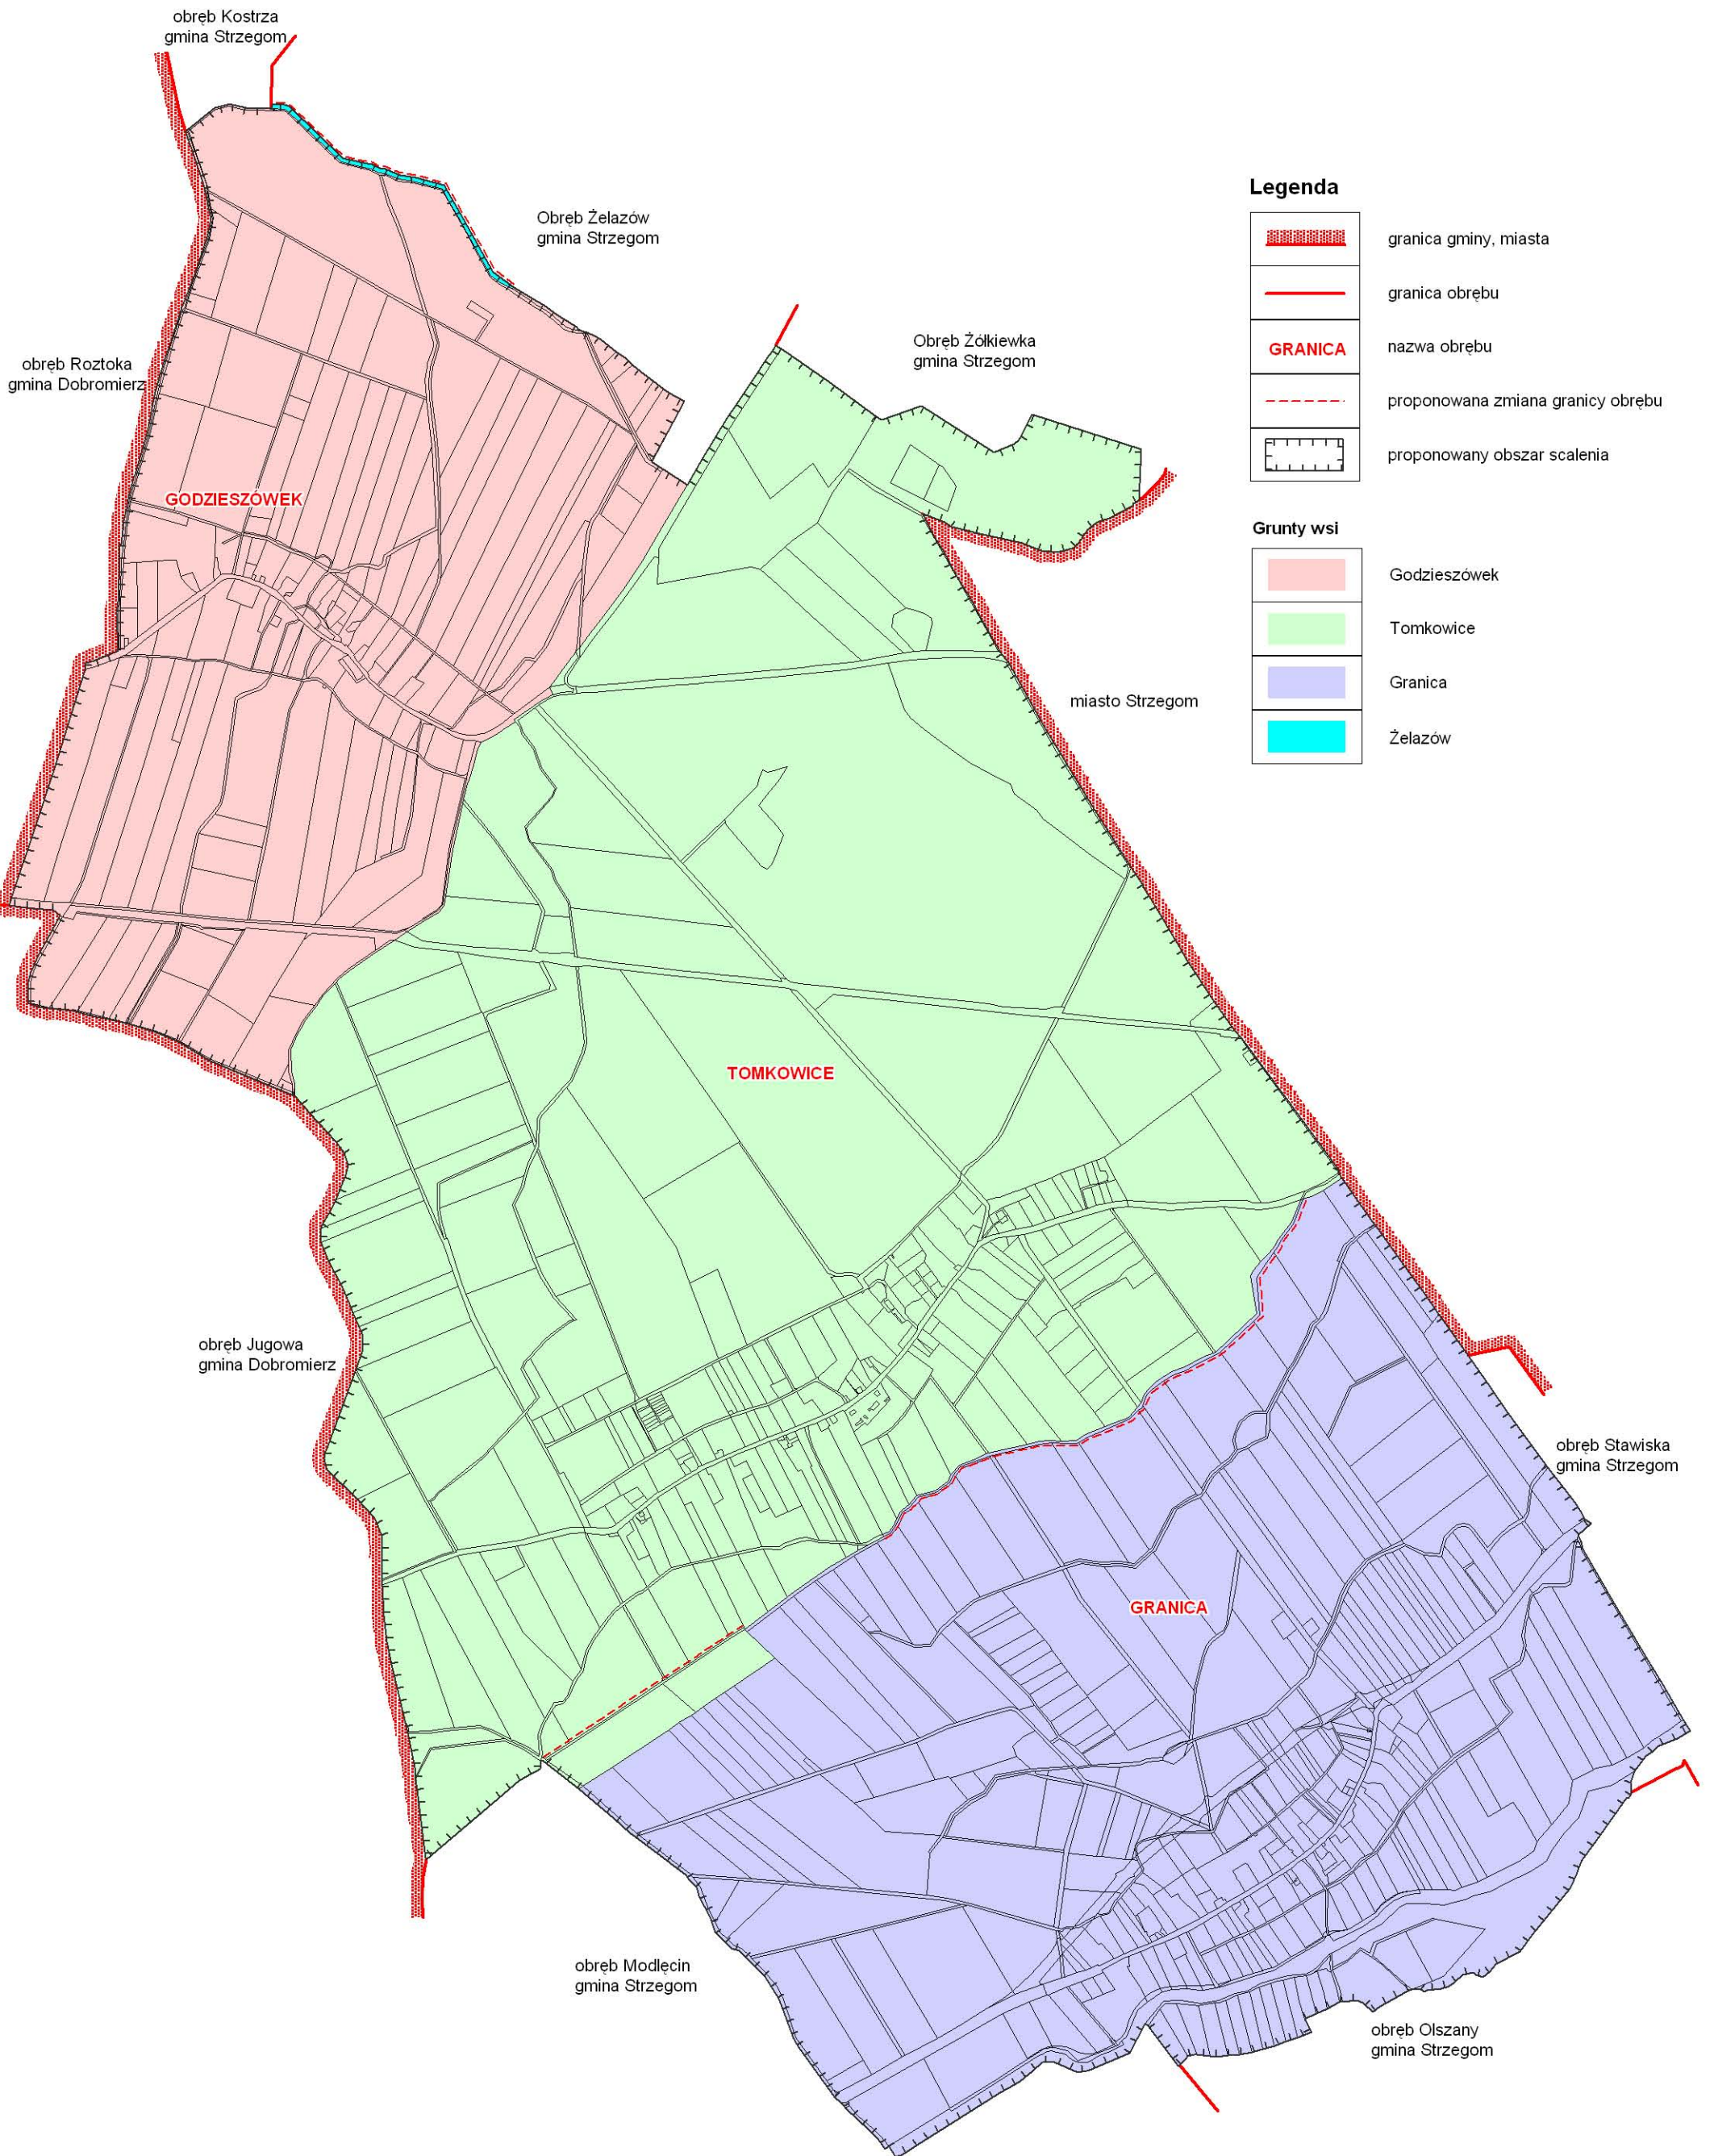 obręb Kostrza
gmina Strzegom
Obręb Żelazów
gmina Strzegom
obręb Roztoka
gmina Dobromierz
Obręb Żółkiewka
gmina Strzegom
GODZIESZÓWEK
miasto Strzegom
TOMKOWICE
obręb Jugowa
gmina Dobromierz
obręb Stawiska
gmina Strzegom
GRANICA
obręb Modlęcin
gmina Strzegom
obręb Olszany
gmina Strzegom
Legenda
granica gminy, miasta
granica obrębu
GRANICA nazwa obrębu
proponowana zmiana granicy obrębu
proponowany obszar scalenia
Grunty wsi
Godzieszówek
Tomkowice
Granica
Żelazów